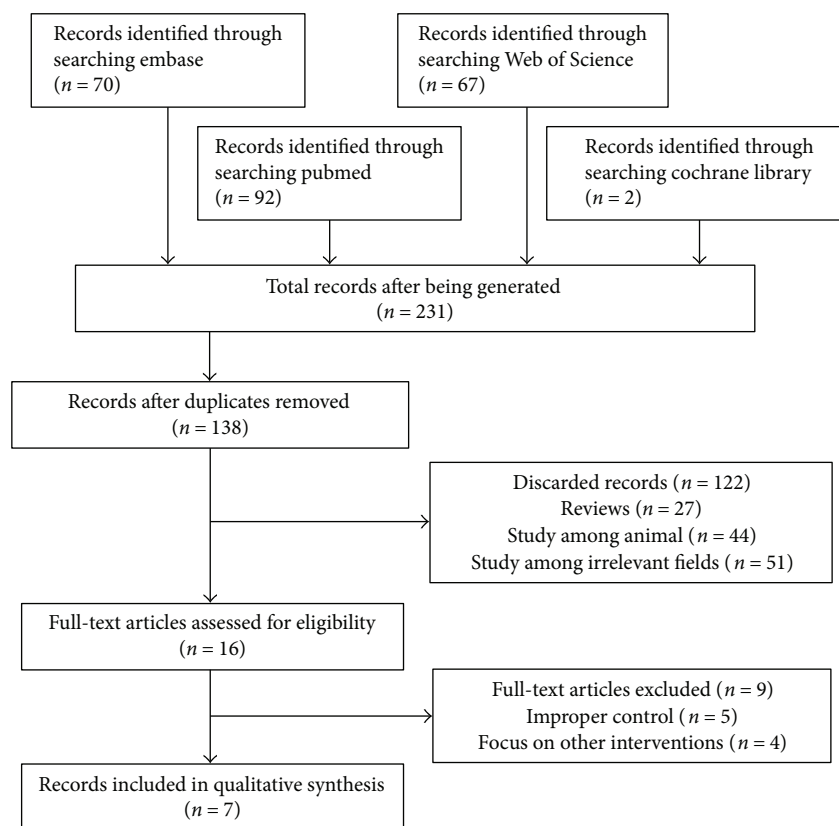 Records identified through
searching embase
(n = 70)
Records identified through
searching Web of Science
(n = 67)
Records identified through
searching pubmed
(n = 92)
Records identified through
searching cochrane library
(n = 2)
Total records after being generated
(n = 231)
Records after duplicates removed
(n = 138)
Discarded records (n = 122)
Reviews (n = 27)
Study among animal (n = 44)
Study among irrelevant fields (n = 51)
Full-text articles assessed for eligibility
(n = 16)
Full-text articles excluded (n = 9)
Improper control (n = 5)
Focus on other interventions (n = 4)
Records included in qualitative synthesis
(n = 7)